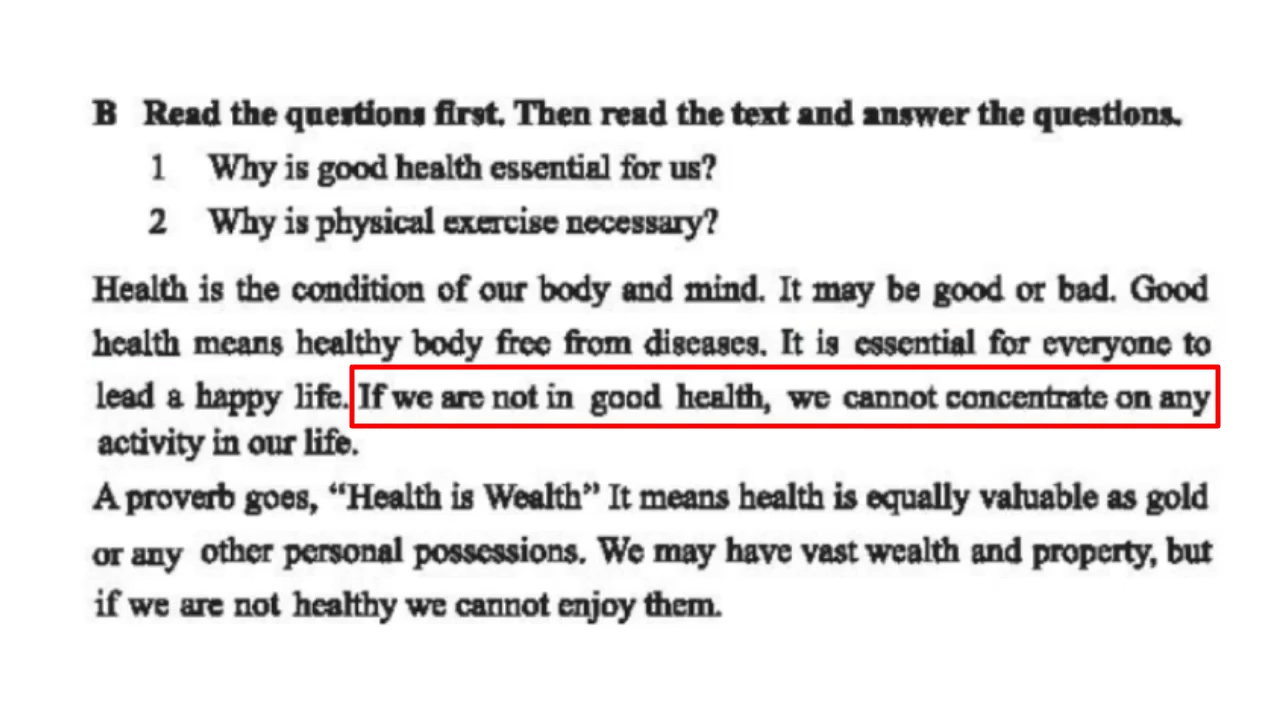 B Read the questions first. Then read the text and answer the questions.
1 Why is good health essential for us?
2 Why is physical exercise necessary?
Health is the condition of our body and mind. It may be good or bad. Good
health means healthy body free from diseases. It is essential for everyone to
lead a happy life. If we are not in good health, we cannot concentrate on any
activity in our life.
A proverb goes, “Health is Wealth” It means health is equally valuable as gold
or any other personal possessions. We may have vast wealth and property, but
if we are not healthy we cannot enjoy them.